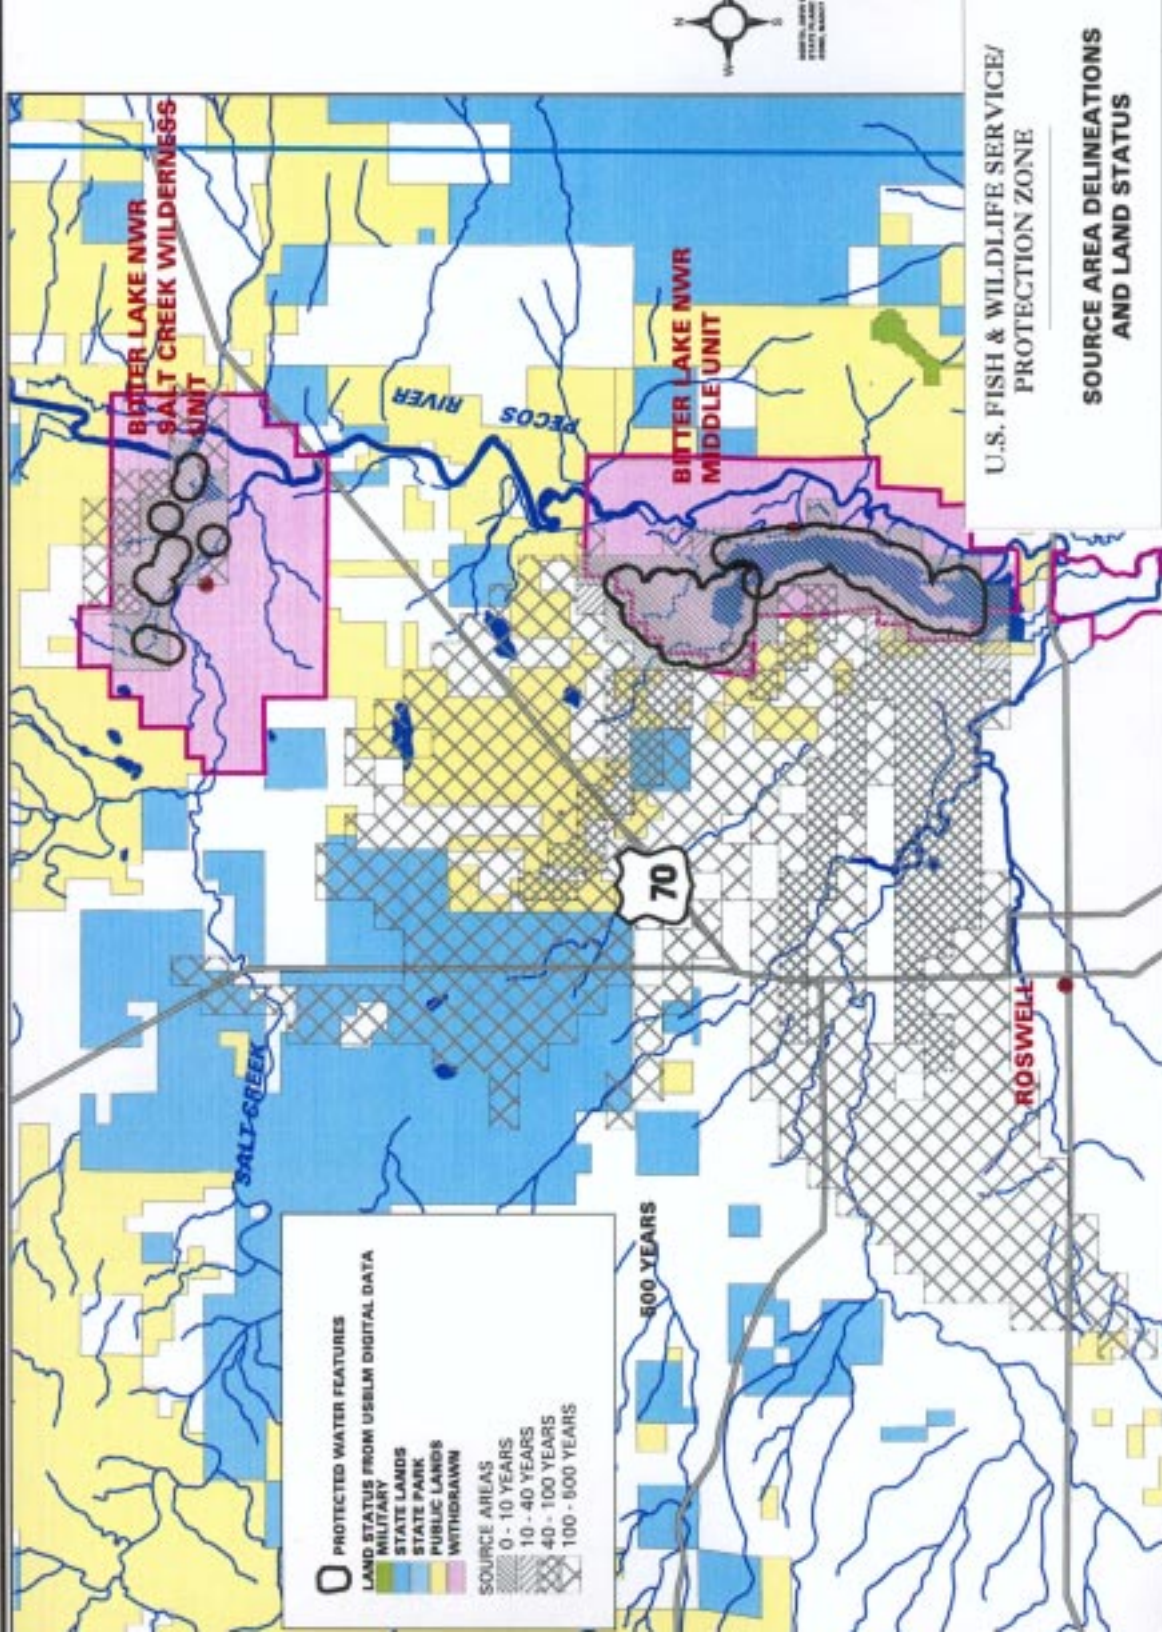 N
S
W
U.S. FISH & WILDLIFE SERVICE/
PROTECTION ZONE
SOURCE AREA DELINEATIONS
AND LAND STATUS
BITTER LAKE NWR
SALT CREEK WILDERNESS
UNIT
BITTER LAKE NWR
MIDDLE UNIT
PECOS
RIVER
70
SALT CREEK
ROSWELL
500 YEARS
PROTECTED WATER FEATURES
LAND STATUS FROM USBLM DIGITAL DATA
MILITARY
STATE LANDS
STATE PARK
PUBLIC LANDS
WITHDRAWN
SOURCE AREAS
0 - 10 YEARS
10 - 40 YEARS
40 - 100 YEARS
100 - 500 YEARS